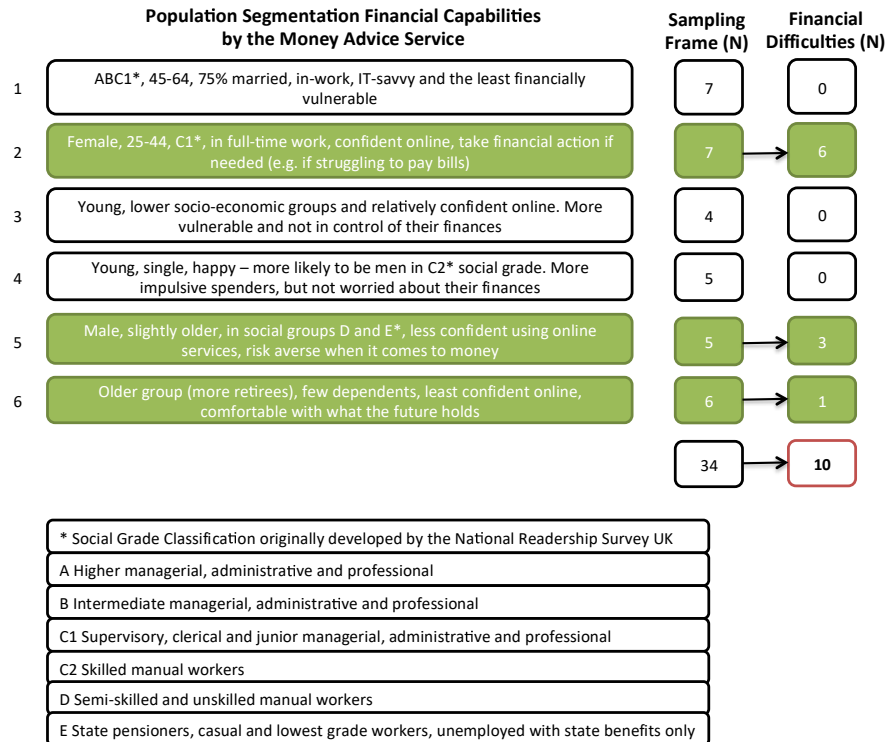 Population Segmentation Financial Capabilities
by the Money Advice Service
Sampling
Frame (N)
Financial
Difficulties (N)
1
ABC1*, 45-64, 75% married, in-work, IT-savvy and the least financially
vulnerable
7
0
2
Female, 25-44, C1*, in full-time work, confident online, take financial action if
needed (e.g. if struggling to pay bills)
7
6
3
Young, lower socio-economic groups and relatively confident online. More
vulnerable and not in control of their finances
4
0
4
Young, single, happy – more likely to be men in C2* social grade. More
impulsive spenders, but not worried about their finances
5
0
5
Male, slightly older, in social groups D and E*, less confident using online
services, risk averse when it comes to money
5
3
6
Older group (more retirees), few dependents, least confident online,
comfortable with what the future holds
6
1
34
10
* Social Grade Classification originally developed by the National Readership Survey UK
A Higher managerial, administrative and professional
B Intermediate managerial, administrative and professional
C1 Supervisory, clerical and junior managerial, administrative and professional
C2 Skilled manual workers
D Semi-skilled and unskilled manual workers
E State pensioners, casual and lowest grade workers, unemployed with state benefits only